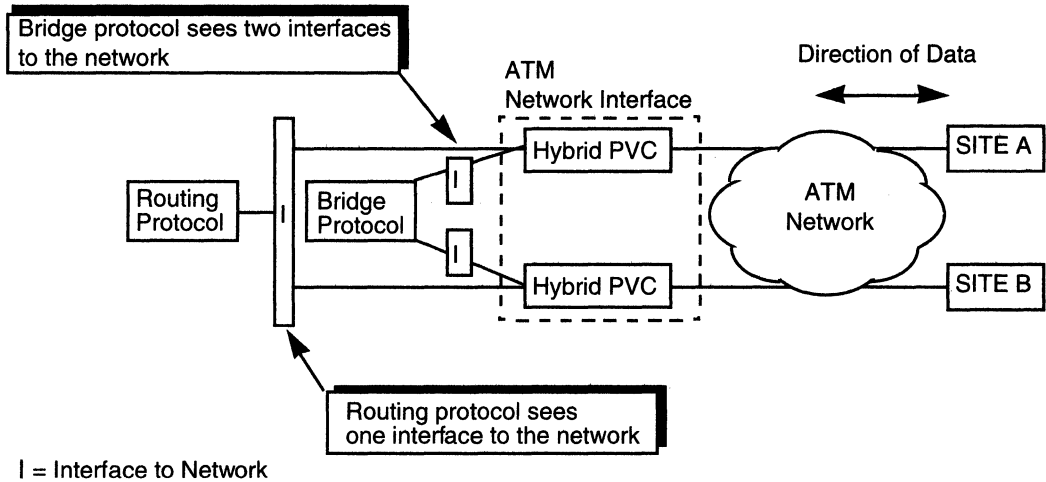 Bridge protocol sees two interfaces
to the network
ATM
Network Interface
Direction of Data
Hybrid PVC
SITE A
I
Routing
Protocol
I
Bridge
Protocol
ATM
Network
I
Hybrid PVC
SITE B
Routing protocol sees
one interface to the network
I = Interface to Network